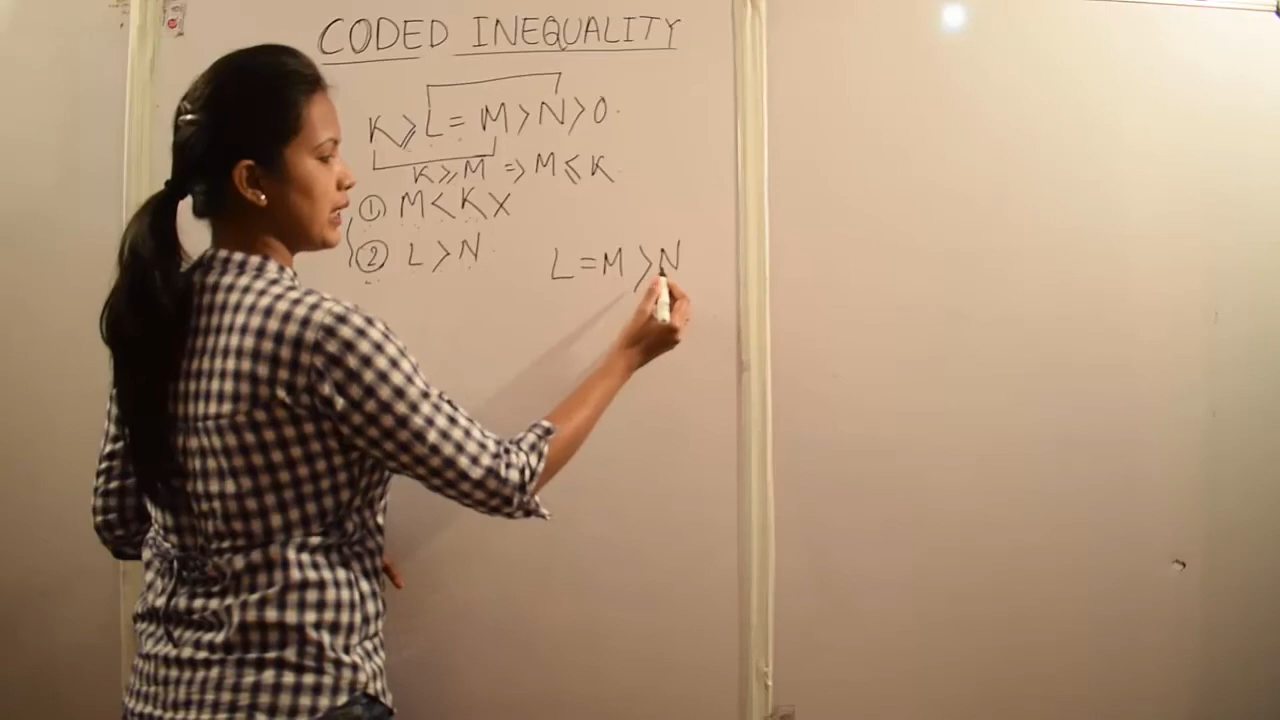 CODED INEQUALITY
K ≥ L = M > N > O
K ≥ M => M ≤ K
① M < K X
② L > N
L = M > N